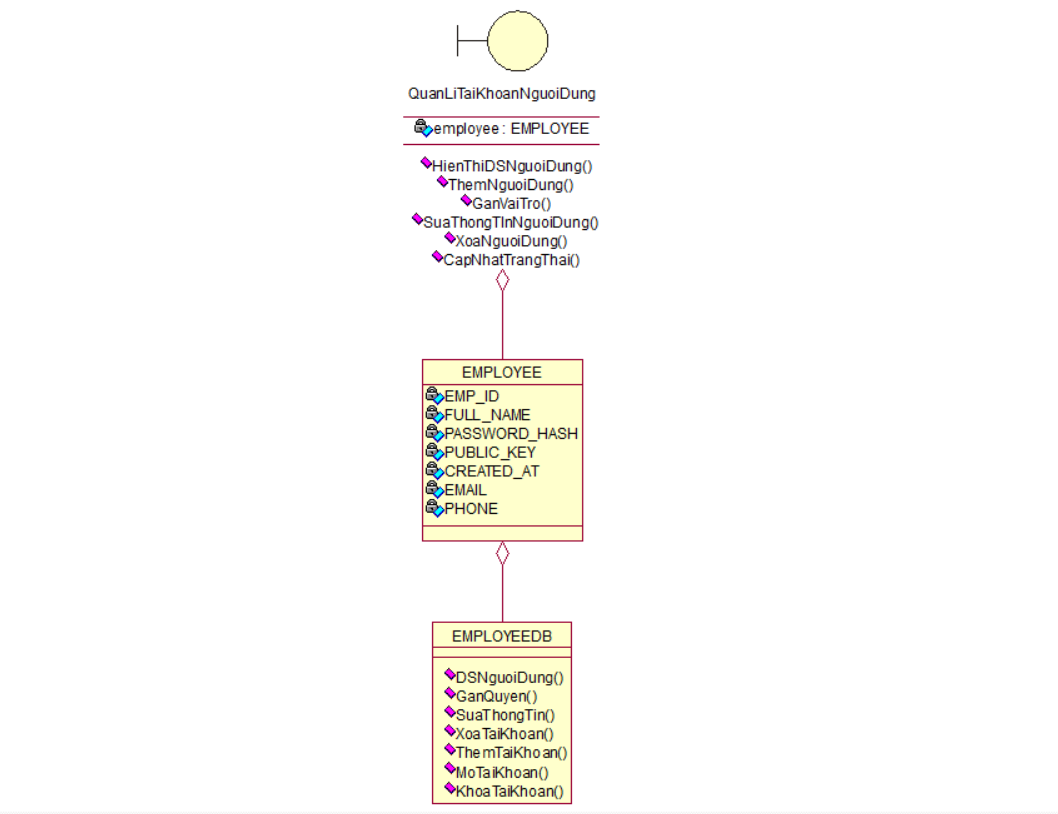 QuanLiTaiKhoanNguoiDung
employee : EMPLOYEE
HienThiDSNguoiDung()
ThemNguoiDung()
GanVaiTro()
SuaThongTInNguoiDung()
XoaNguoiDung()
CapNhatTrangThai()
EMPLOYEE
EMP_ID
FULL_NAME
PASSWORD_HASH
PUBLIC_KEY
CREATED_AT
EMAIL
PHONE
EMPLOYEEDB
DSNguoiDung()
GanQuyen()
SuaThongTin()
XoaTaiKhoan()
ThemTaiKhoan()
MoTaiKhoan()
KhoaTaiKhoan()